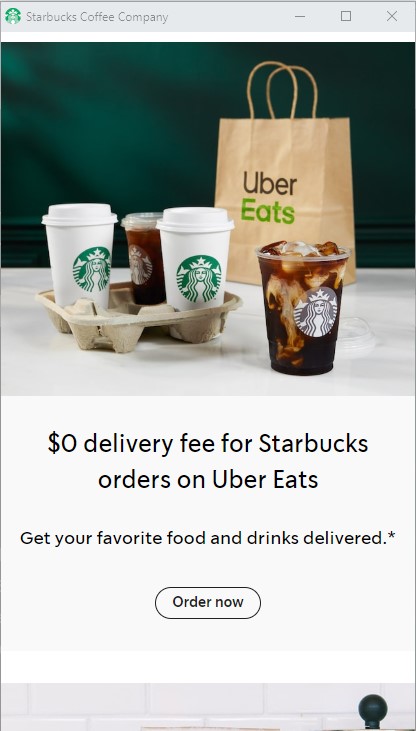 Starbucks Coffee Company
Uber
Eats
$0 delivery fee for Starbucks
orders on Uber Eats
Get your favorite food and drinks delivered.*
Order now